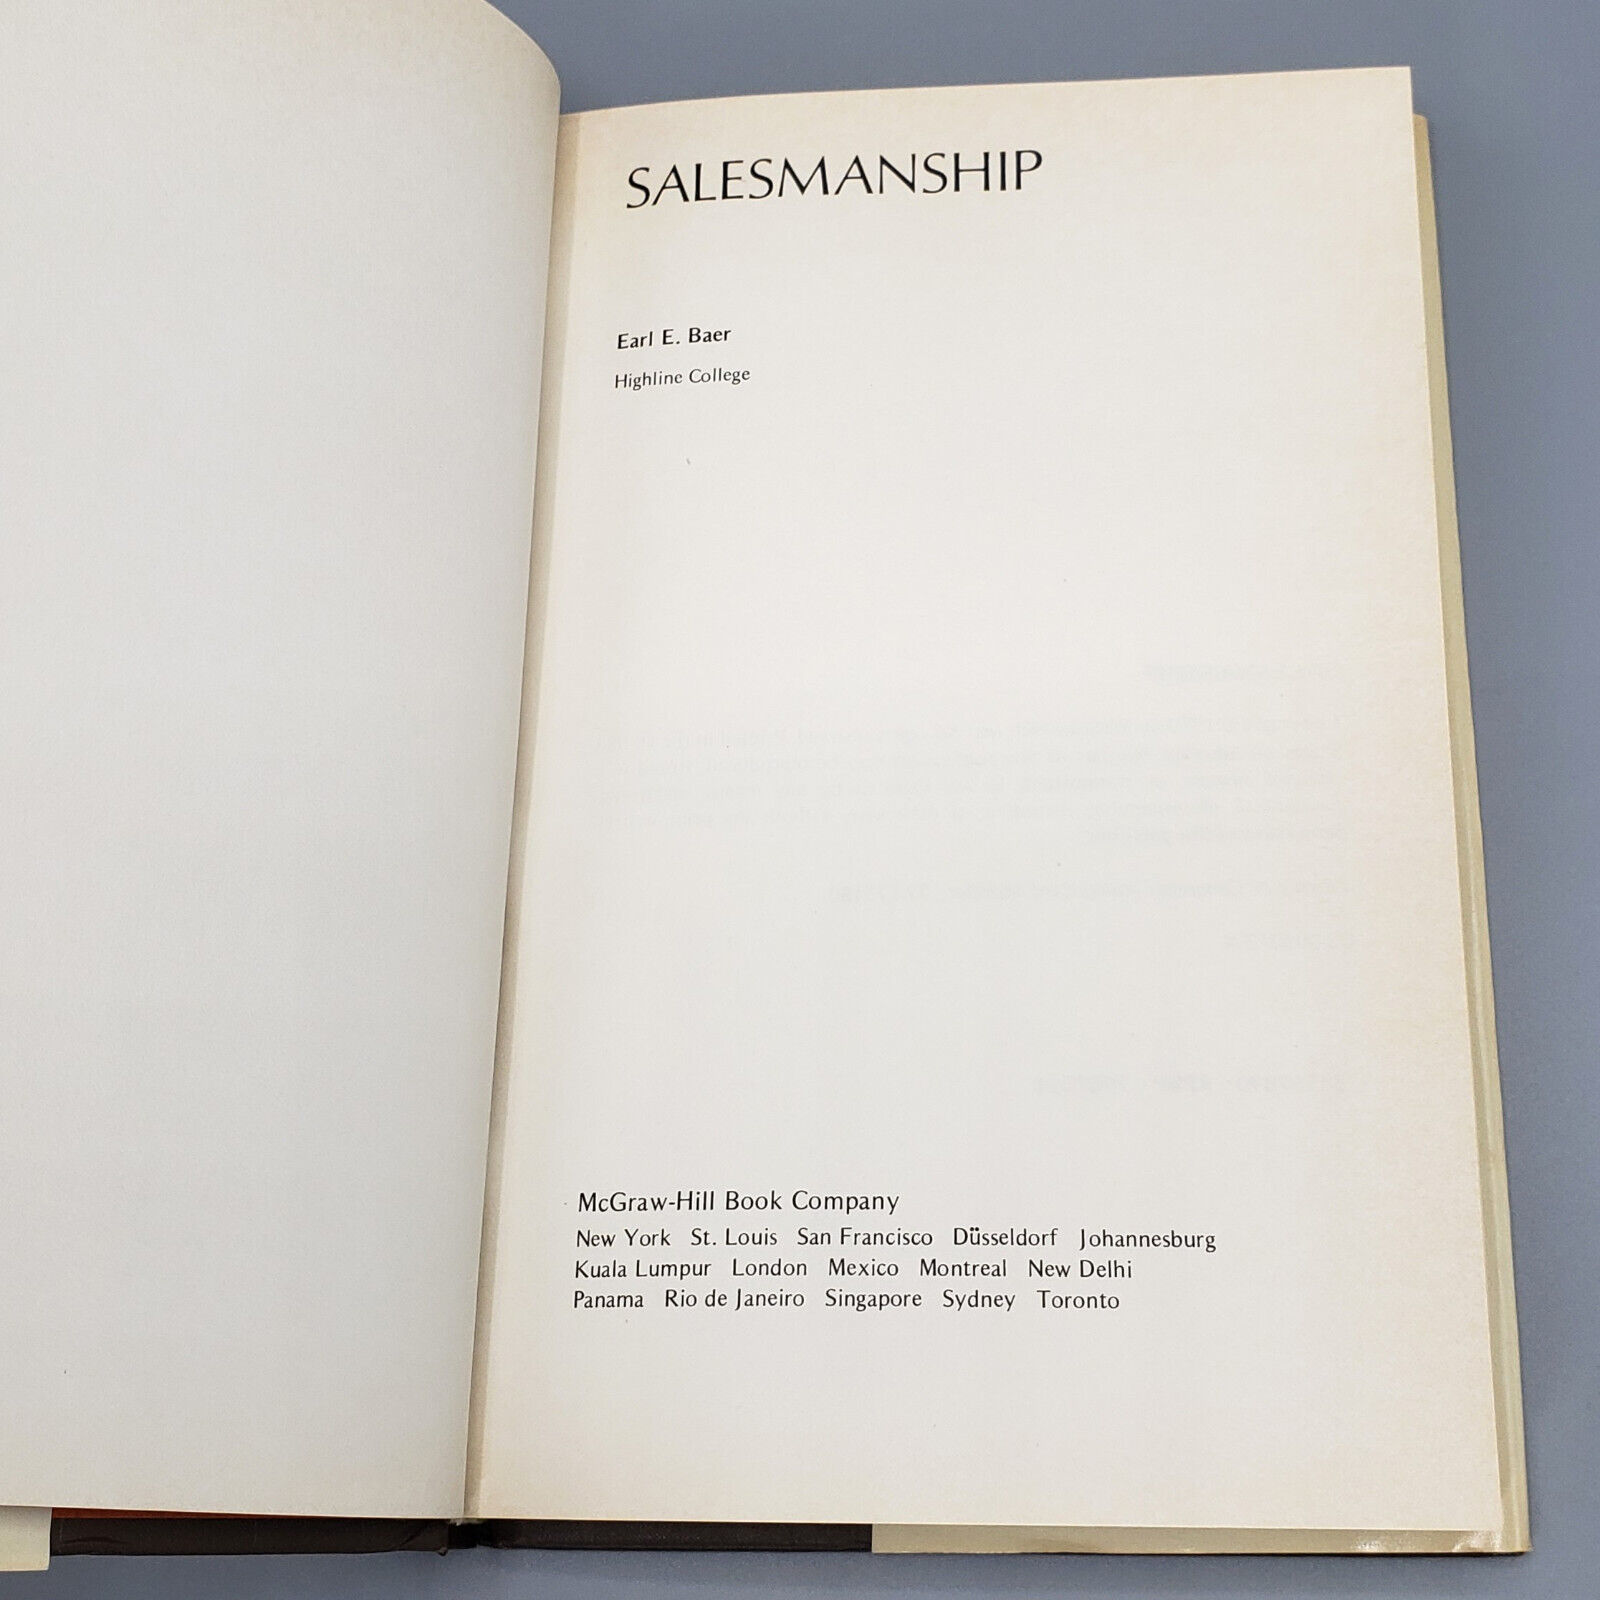 SALESMANSHIP
Earl E. Baer
Highline College
McGraw-Hill Book Company
New York St. Louis San Francisco Düsseldorf Johannesburg
Kuala Lumpur London Mexico Montreal New Delhi
Panama Rio de Janeiro Singapore Sydney Toronto